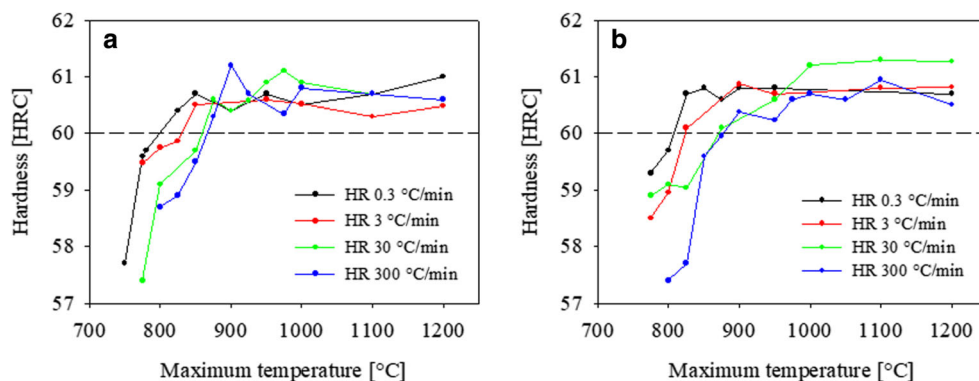 a
62
61
60
59
58
57
Hardness [HRC]
HR 0.3 °C/min
HR 3 °C/min
HR 30 °C/min
HR 300 °C/min
700 800 900 1000 1100 1200
Maximum temperature [°C]
b
62
61
60
59
58
57
Hardness [HRC]
HR 0.3 °C/min
HR 3 °C/min
HR 30 °C/min
HR 300 °C/min
700 800 900 1000 1100 1200
Maximum temperature [°C]